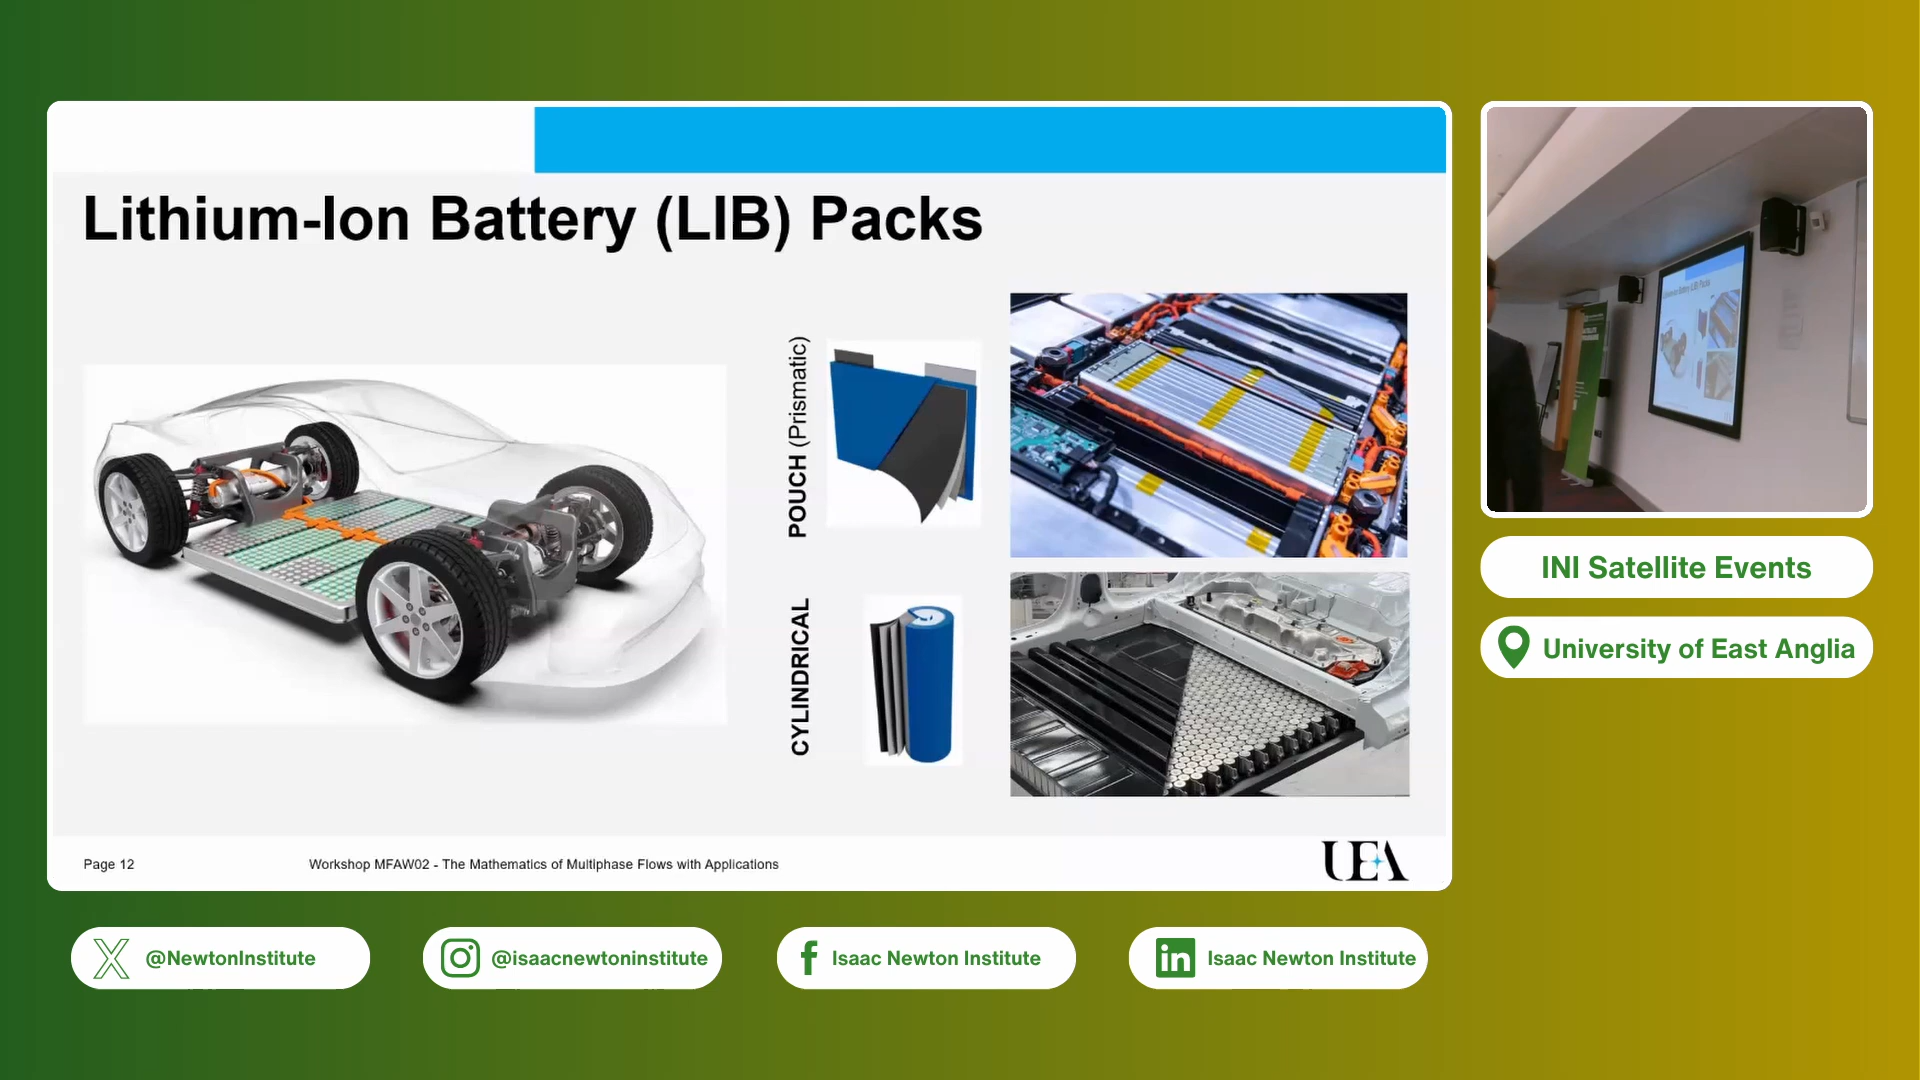 Lithium-Ion Battery (LIB) Packs
POUCH (Prismatic)
CYLINDRICAL
Page 12
Workshop MFAW02 - The Mathematics of Multiphase Flows with Applications
UEA
INI Satellite Events
University of East Anglia
@NewtonInstitute
@isaacnewtoninstitute
Isaac Newton Institute
Isaac Newton Institute